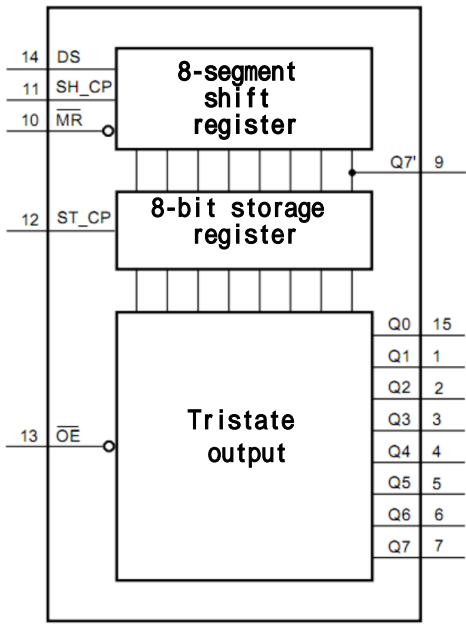 14 DS
11 SH_CP
10 MR
8-segment
shift
register
Q7' 9
12 ST_CP
8-bit storage
register
13 OE
Tristate
output
Q0 15
Q1 1
Q2 2
Q3 3
Q4 4
Q5 5
Q6 6
Q7 7